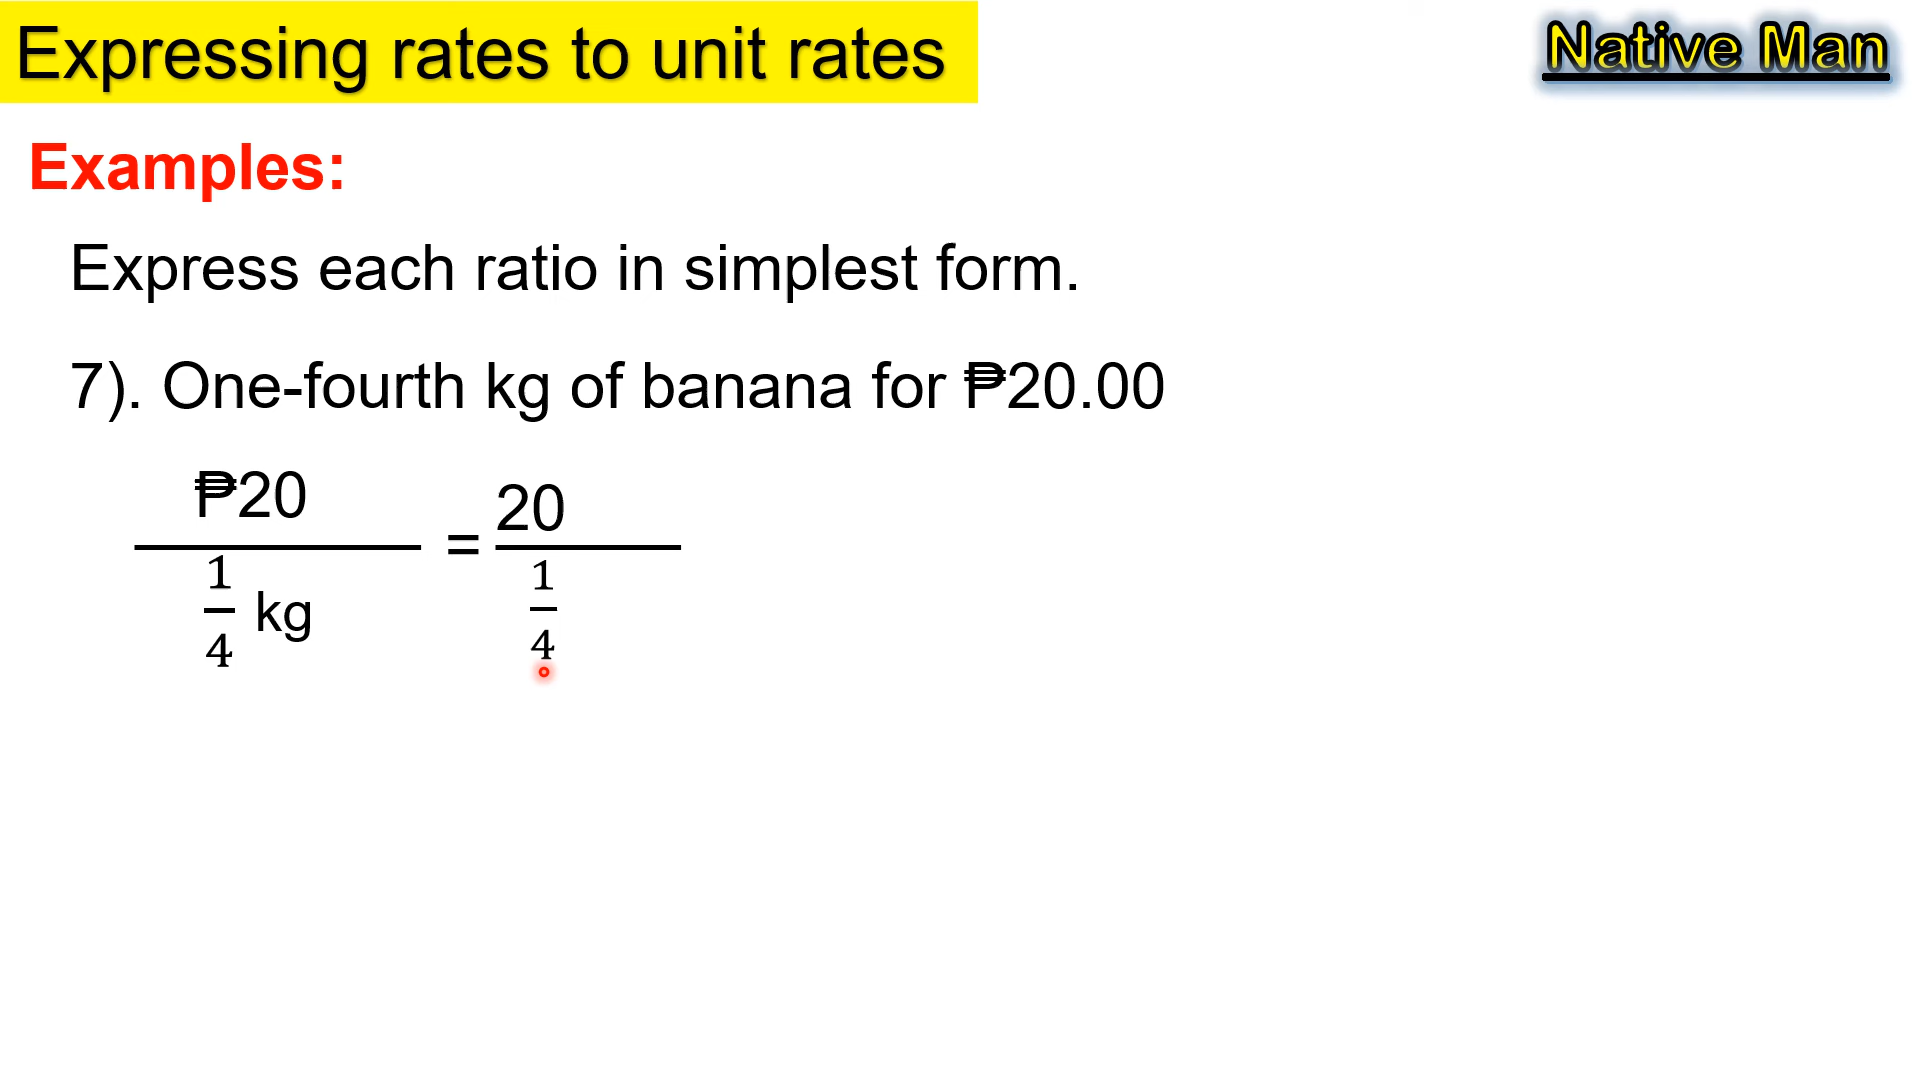 Expressing rates to unit rates
Native Man
Examples:
Express each ratio in simplest form.
7). One-fourth kg of banana for ₱20.00
₱20
1
4
kg
=
20
1
4